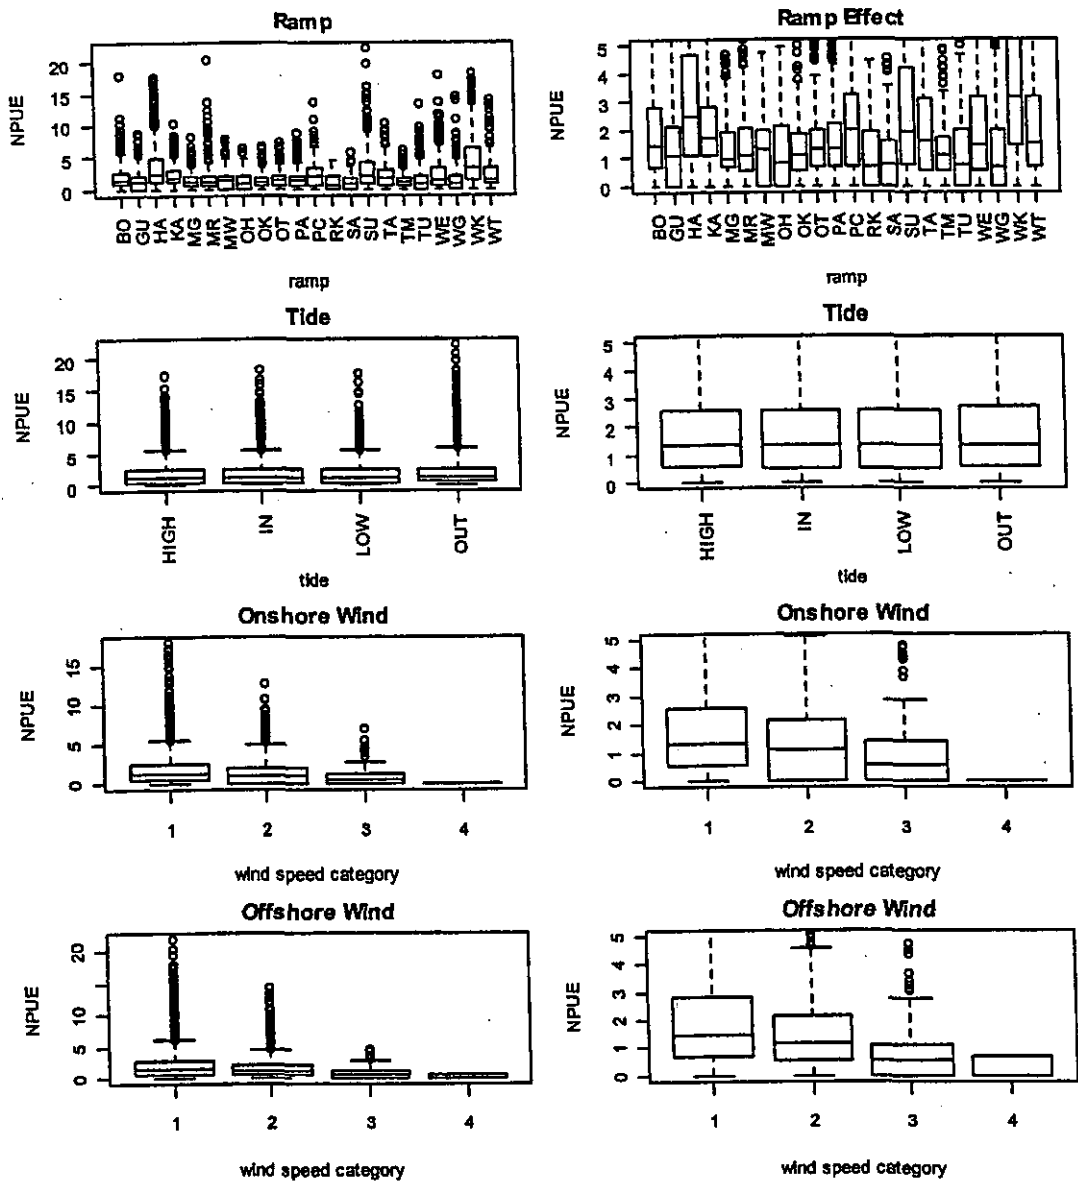 Ramp
NPUE
20
15
10
5
0
BO GU HA KA MG MR MW OH OK OT PA PC RK SA SU TA TM TU WE WG WK WT
ramp
Ramp Effect
NPUE
5
4
3
2
1
0
BO GU HA KA MG MR MW OH OK OT PA PC RK SA SU TA TM TU WE WG WK WT
ramp
Tide
NPUE
20
15
10
5
0
HIGH IN LOW OUT
tide
Tide
NPUE
5
4
3
2
1
0
HIGH IN LOW OUT
tide
Onshore Wind
NPUE
15
10
5
0
1 2 3 4
wind speed category
Onshore Wind
NPUE
5
4
3
2
1
0
1 2 3 4
wind speed category
Offshore Wind
NPUE
20
10
5
0
1 2 3 4
wind speed category
Offshore Wind
NPUE
5
4
3
2
1
0
1 2 3 4
wind speed category